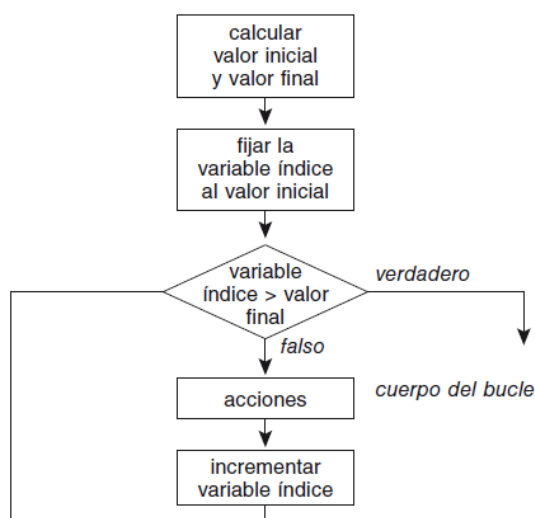 calcular
valor inicial
y valor final
fijar la
variable índice
al valor inicial
variable
índice > valor
final
verdadero
falso
acciones
cuerpo del bucle
incrementar
variable índice